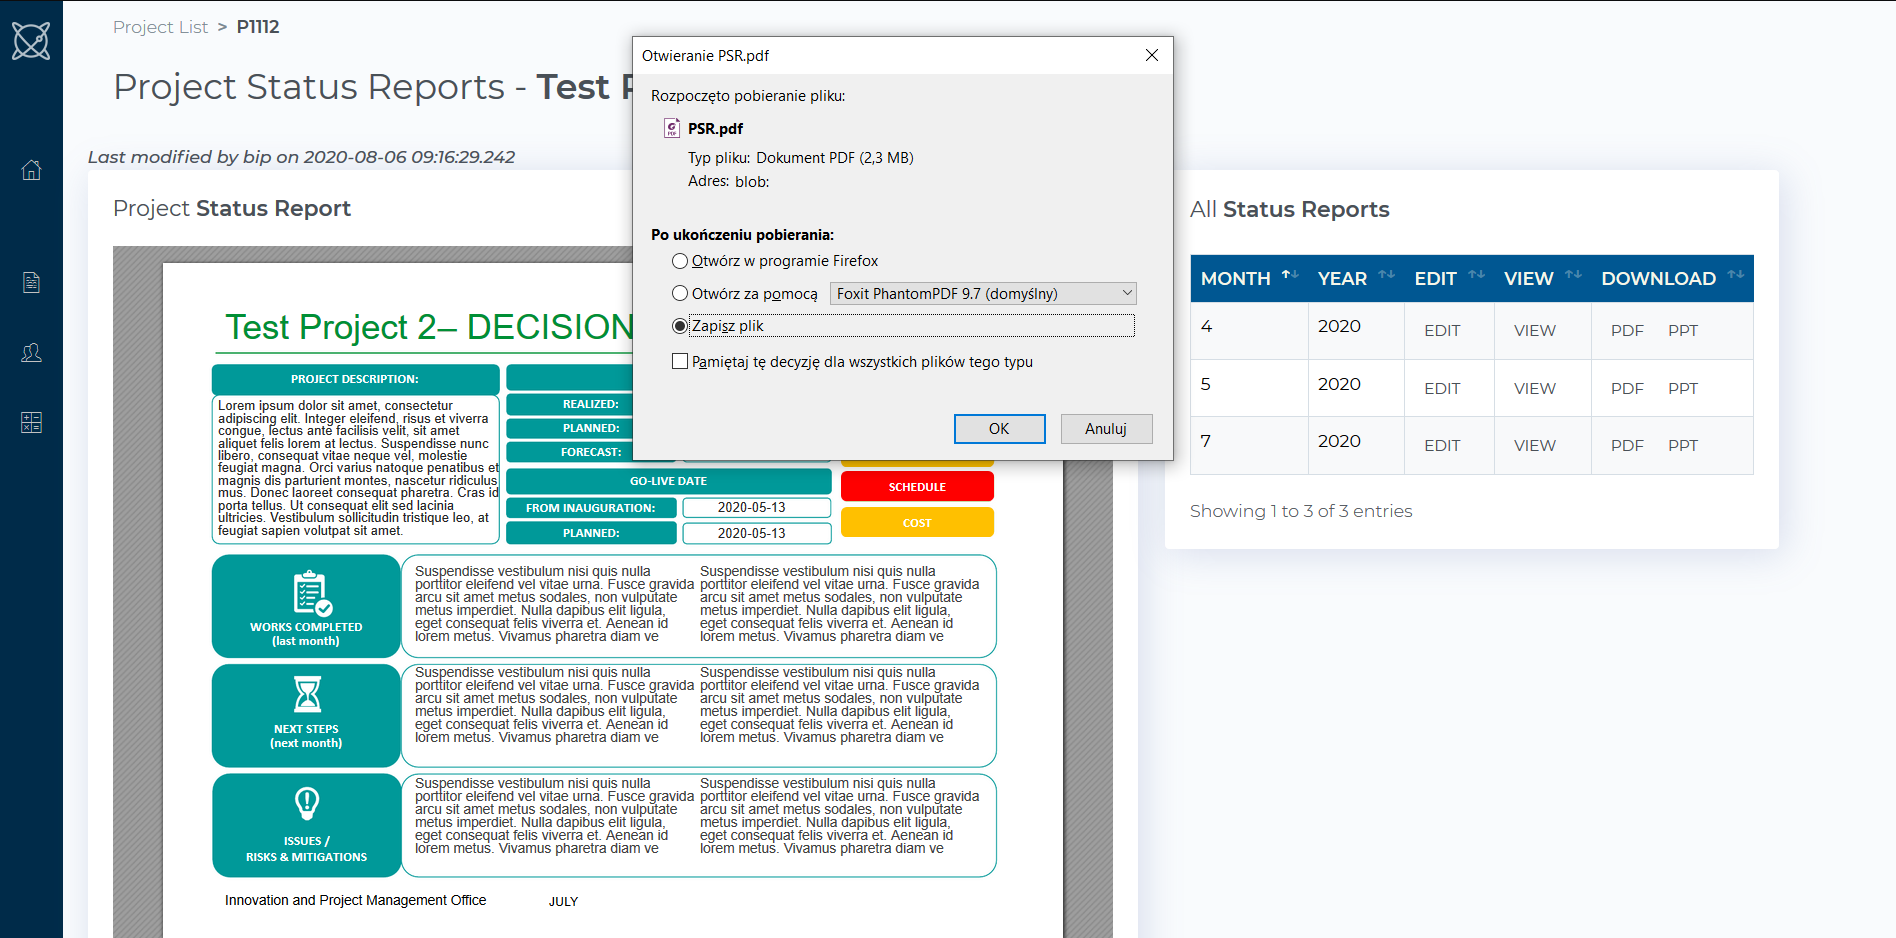 Project List > P1112
Project Status Reports - Test
Last modified by bip on 2020-08-06 09:16:29.242
Otwieranie PSR.pdf
Rozpoczęto pobieranie pliku:
PSR.pdf
Typ pliku: Dokument PDF (2,3 MB)
Adres: blob:
Po ukończeniu pobierania:
Otwórz w programie Firefox
Otwórz za pomocą Foxit PhantomPDF 9.7 (domyślny)
Zapisz plik
Pamiętaj tę decyzję dla wszystkich plików tego typu
OK Anuluj
Project Status Report
Test Project 2– DECISION
PROJECT DESCRIPTION:
Lorem ipsum dolor sit amet, consectetur
adipiscing elit. Integer eleifend, risus et viverra
congue, lectus ante facilisis velit, sit amet
aliquet felis lorem at lectus. Suspendisse nunc
libero, consequat vitae neque vel, molestie
feugiat magna. Orci varius natoque penatibus et
magnis dis parturient montes, nascetur ridiculus
mus. Donec laoreet consequat pharetra. Cras id
porta tellus. Ut consequat elit sed lacinia
ultricies. Vestibulum sollicitudin tristique leo, at
feugiat sapien volutpat sit amet.
REALIZED:
PLANNED:
FORECAST:
GO-LIVE DATE
FROM INAUGURATION: 2020-05-13
PLANNED: 2020-05-13
SCHEDULE
COST
WORKS COMPLETED
(last month)
Suspendisse vestibulum nisi quis nulla
porttitor eleifend vel vitae urna. Fusce gravida
arcu sit amet metus sodales, non vulputate
metus imperdiet. Nulla dapibus elit ligula,
eget consequat felis viverra et. Aenean id
lorem metus. Vivamus pharetra diam ve
Suspendisse vestibulum nisi quis nulla
porttitor eleifend vel vitae urna. Fusce gravida
arcu sit amet metus sodales, non vulputate
metus imperdiet. Nulla dapibus elit ligula,
eget consequat felis viverra et. Aenean id
lorem metus. Vivamus pharetra diam ve
NEXT STEPS
(next month)
Suspendisse vestibulum nisi quis nulla
porttitor eleifend vel vitae urna. Fusce gravida
arcu sit amet metus sodales, non vulputate
metus imperdiet. Nulla dapibus elit ligula,
eget consequat felis viverra et. Aenean id
lorem metus. Vivamus pharetra diam ve
Suspendisse vestibulum nisi quis nulla
porttitor eleifend vel vitae urna. Fusce gravida
arcu sit amet metus sodales, non vulputate
metus imperdiet. Nulla dapibus elit ligula,
eget consequat felis viverra et. Aenean id
lorem metus. Vivamus pharetra diam ve
ISSUES /
RISKS & MITIGATIONS
Suspendisse vestibulum nisi quis nulla
porttitor eleifend vel vitae urna. Fusce gravida
arcu sit amet metus sodales, non vulputate
metus imperdiet. Nulla dapibus elit ligula,
eget consequat felis viverra et. Aenean id
lorem metus. Vivamus pharetra diam ve
Suspendisse vestibulum nisi quis nulla
porttitor eleifend vel vitae urna. Fusce gravida
arcu sit amet metus sodales, non vulputate
metus imperdiet. Nulla dapibus elit ligula,
eget consequat felis viverra et. Aenean id
lorem metus. Vivamus pharetra diam ve
Innovation and Project Management Office JULY
All Status Reports
MONTH YEAR EDIT VIEW DOWNLOAD
4 2020 EDIT VIEW PDF PPT
5 2020 EDIT VIEW PDF PPT
7 2020 EDIT VIEW PDF PPT
Showing 1 to 3 of 3 entries